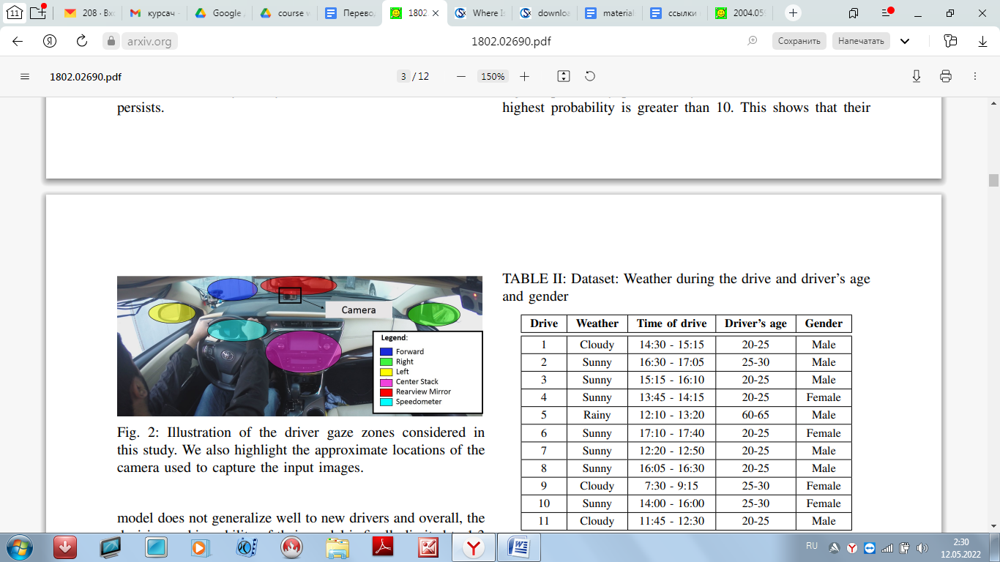 11
208 · Вхо
курсач -
Google
course w
Перевод
1802
Where Is
downloa
material
ссылки
2004.05
arxiv.org
1802.02690.pdf
Сохранить
Напечатать
1802.02690.pdf
3 / 12
150%
persists.
highest probability is greater than 10. This shows that their
Camera
Legend:
Forward
Right
Left
Center Stack
Rearview Mirror
Speedometer
Fig. 2: Illustration of the driver gaze zones considered in
this study. We also highlight the approximate locations of the
camera used to capture the input images.
model does not generalize well to new drivers and overall, the
TABLE II: Dataset: Weather during the drive and driver's age
and gender
Drive Weather Time of drive Driver's age Gender
1 Cloudy 14:30 - 15:15 20-25 Male
2 Sunny 16:30 - 17:05 25-30 Male
3 Sunny 15:15 - 16:10 20-25 Male
4 Sunny 13:45 - 14:15 20-25 Female
5 Rainy 12:10 - 13:20 60-65 Male
6 Sunny 17:10 - 17:40 20-25 Female
7 Sunny 12:20 - 12:50 20-25 Male
8 Sunny 16:05 - 16:30 20-25 Male
9 Cloudy 7:30 - 9:15 25-30 Female
10 Sunny 14:00 - 16:00 25-30 Female
11 Cloudy 11:45 - 12:30 20-25 Male
RU
2:30
12.05.2022